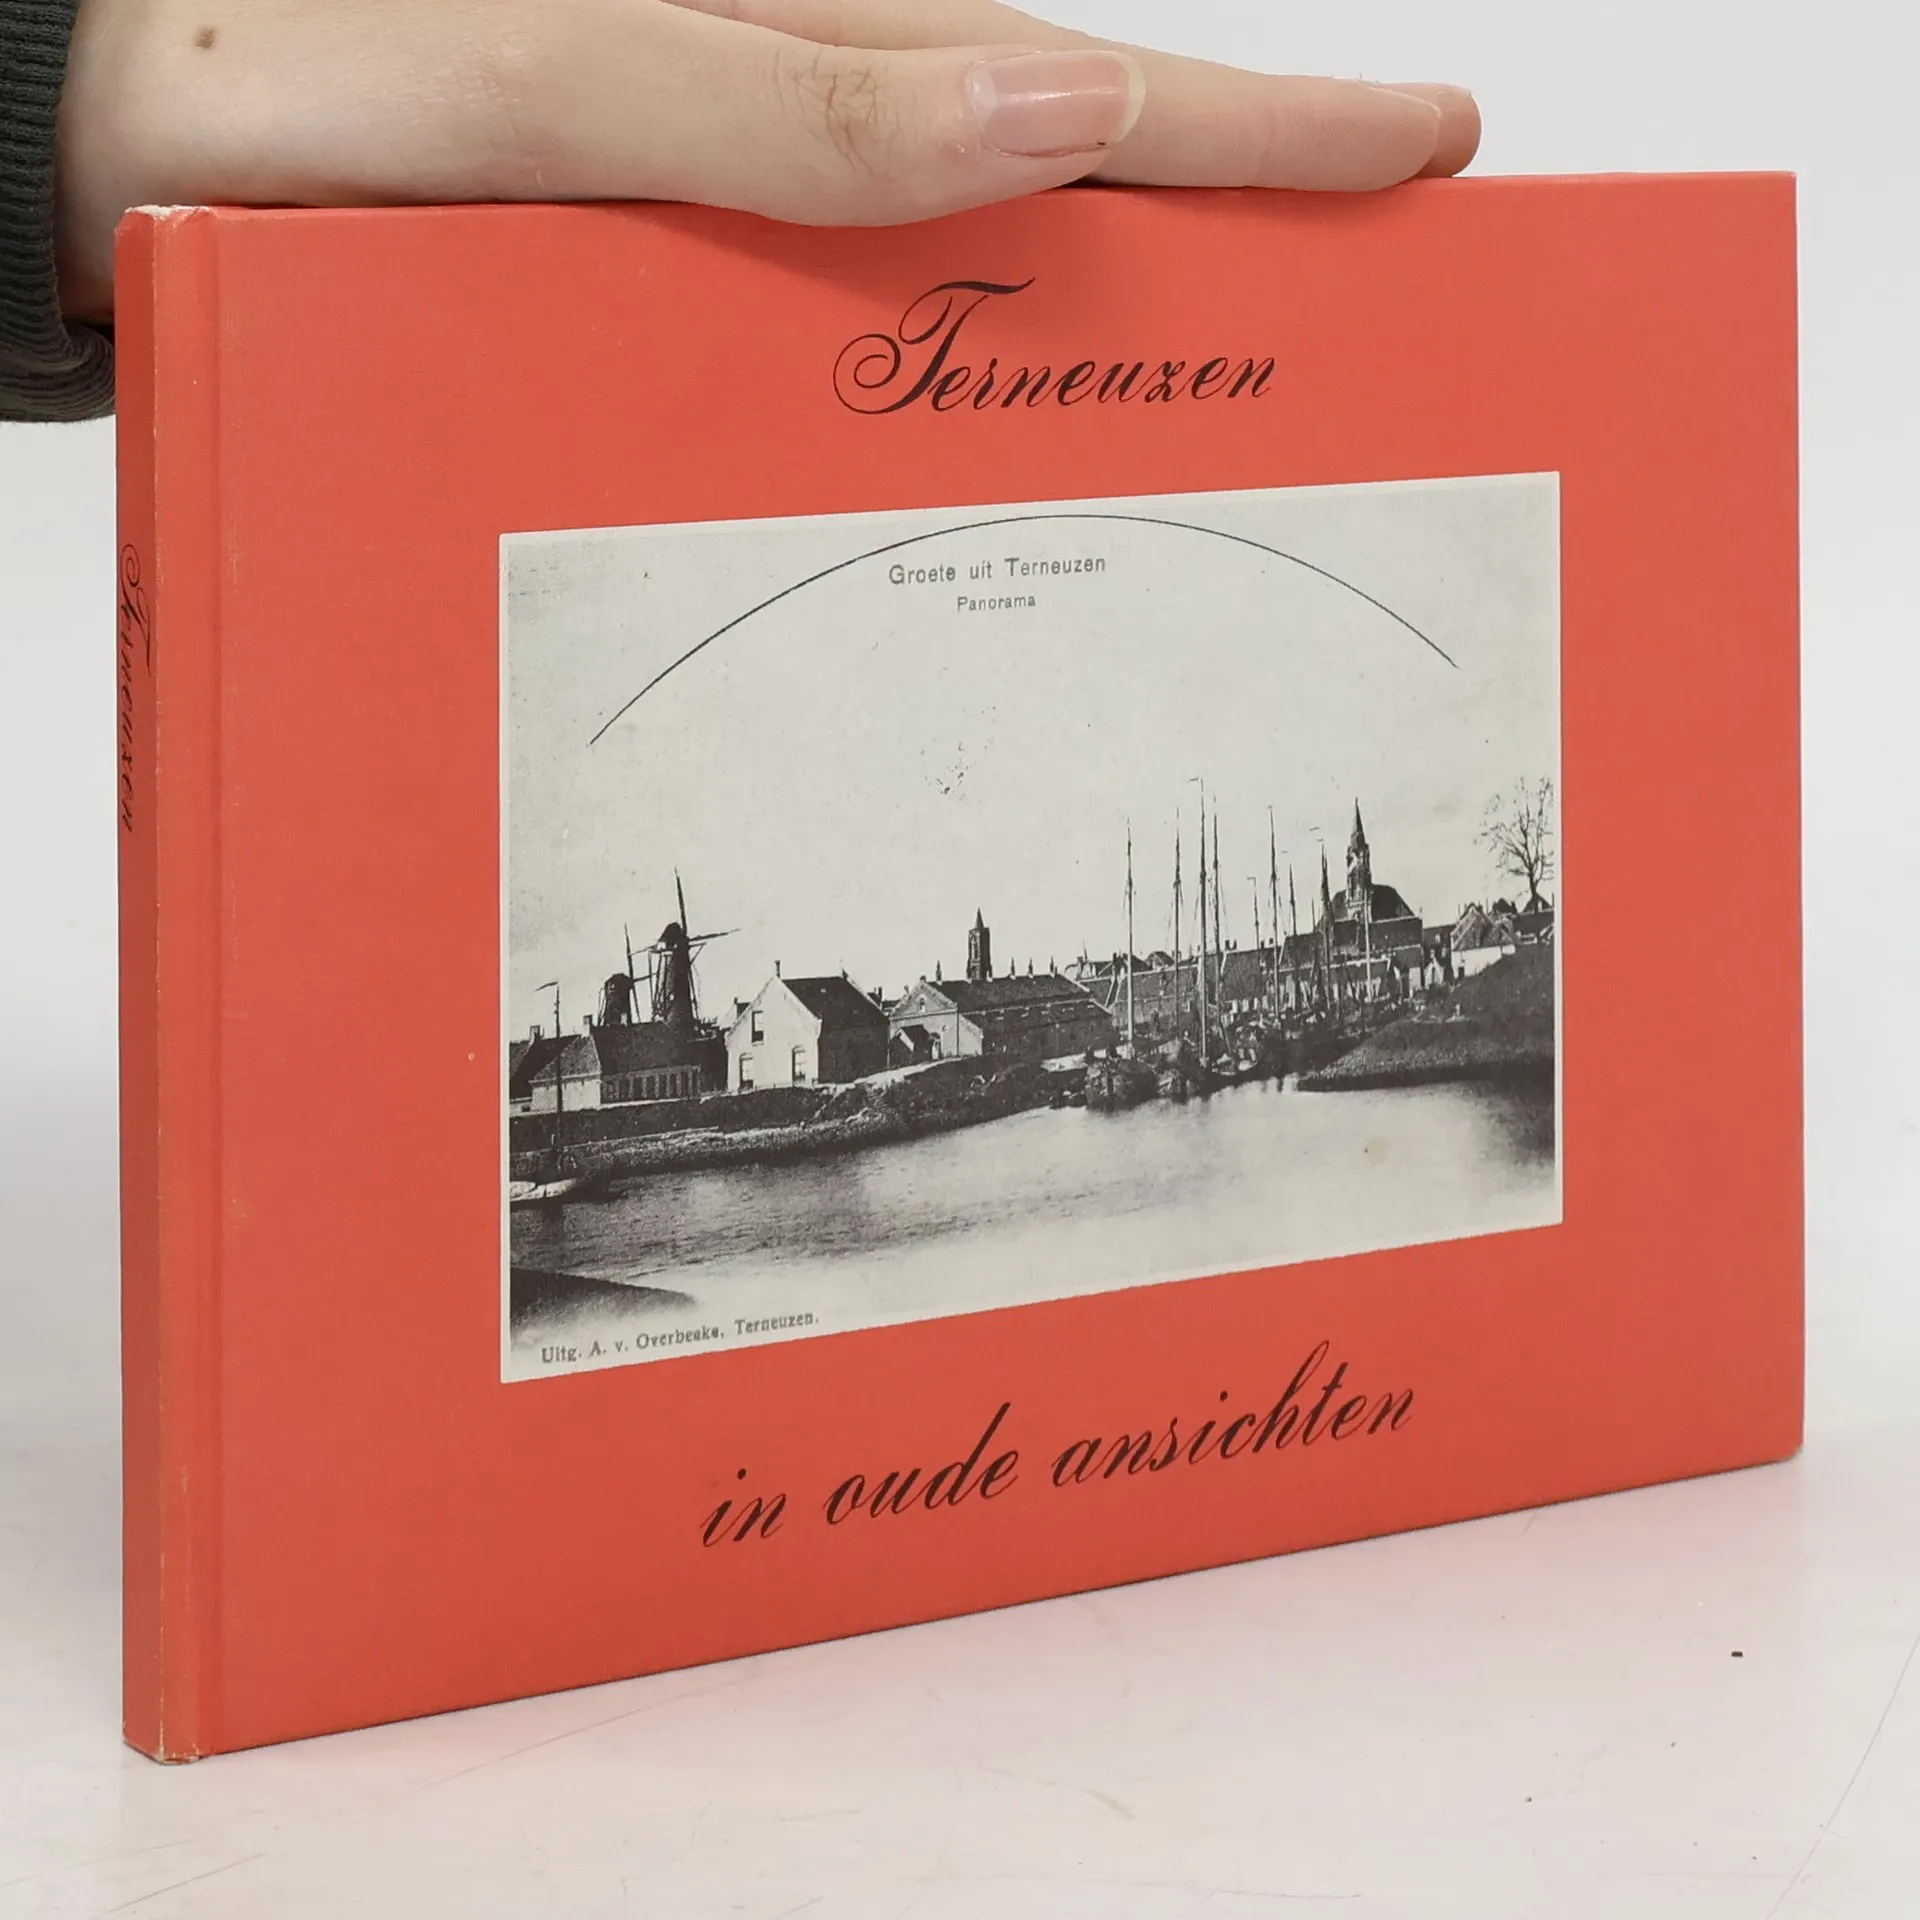 Terneuzen
Terneuzen
Groete uit Terneuzen
Panorama
Uitg. A. v. Overbeeke, Terneuzen.
in oude ansichten